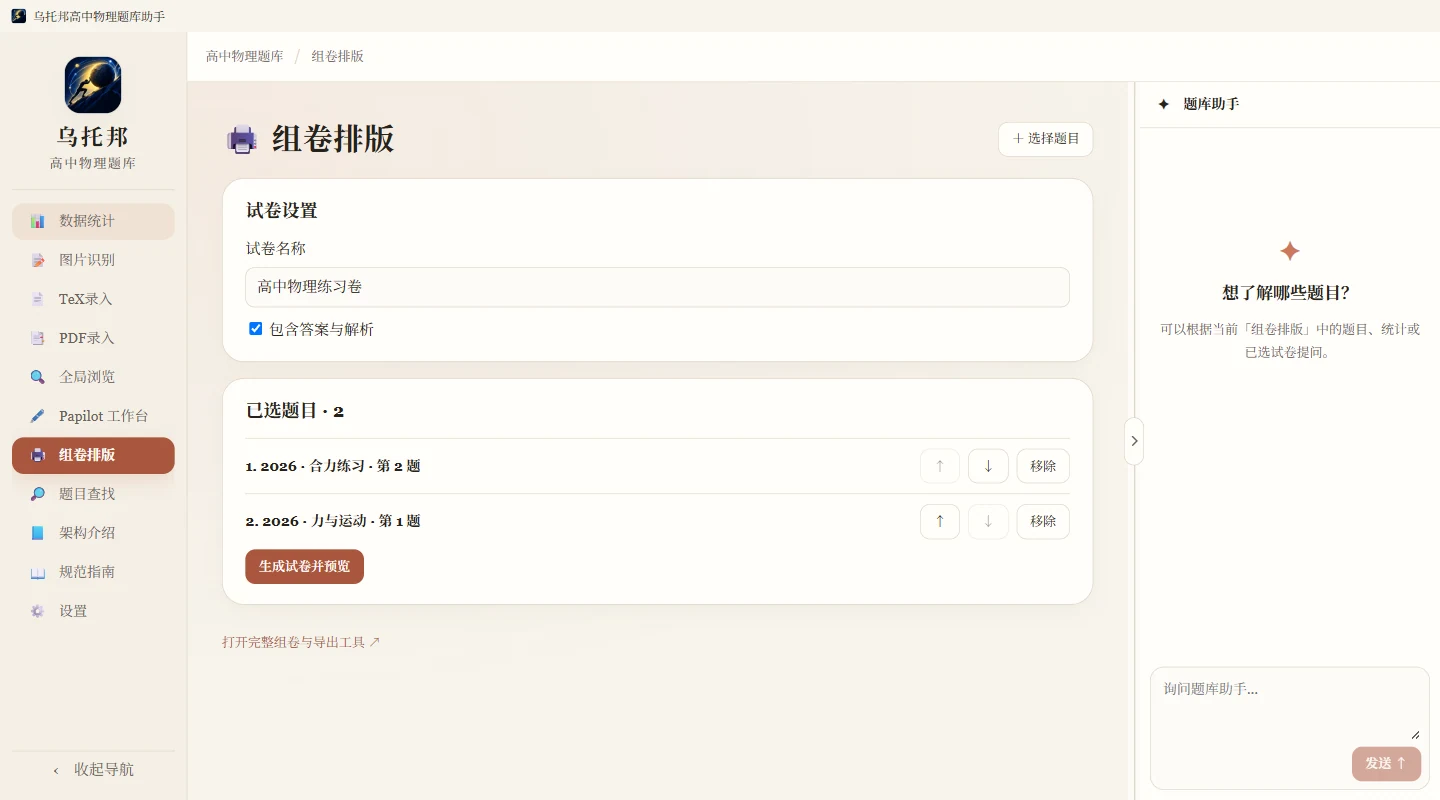 乌托邦高中物理题库助手
乌托邦
高中物理题库
数据统计
图片识别
TeX录入
PDF录入
全局浏览
Papilot 工作台
组卷排版
题目查找
架构介绍
规范指南
设置
‹ 收起导航
高中物理题库 / 组卷排版
组卷排版
+ 选择题目
试卷设置
试卷名称
高中物理练习卷
包含答案与解析
已选题目 · 2
1. 2026 · 合力练习 · 第 2 题 ↑ ↓ 移除
2. 2026 · 力与运动 · 第 1 题 ↑ ↓ 移除
生成试卷并预览
打开完整组卷与导出工具 ↗
✦ 题库助手
想了解哪些题目？
可以根据当前「组卷排版」中的题目、统计或
已选试卷提问。
询问题库助手...
发送 ↑